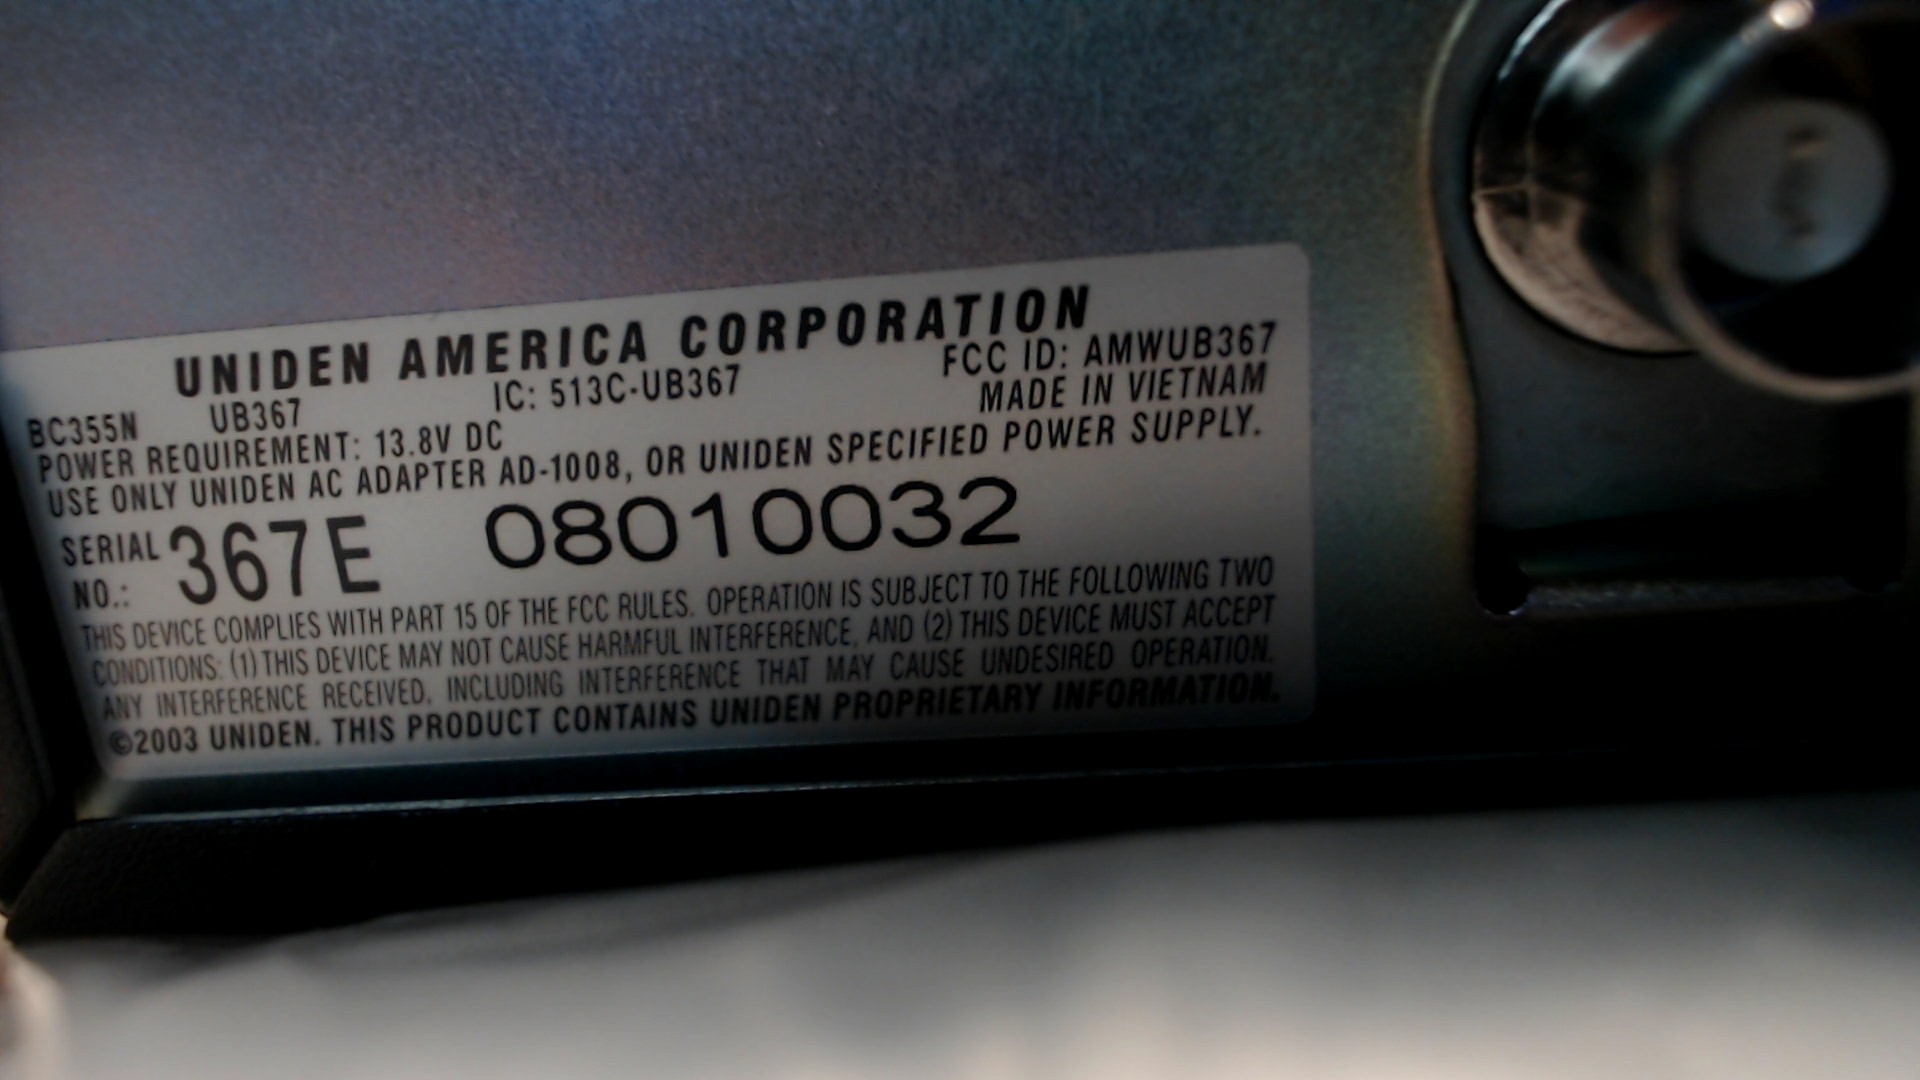 UNIDEN AMERICA CORPORATION
BC355N UB367 IC: 513C-UB367 FCC ID: AMWUB367
POWER REQUIREMENT: 13.8V DC MADE IN VIETNAM
USE ONLY UNIDEN AC ADAPTER AD-1008, OR UNIDEN SPECIFIED POWER SUPPLY.
SERIAL NO.: 367E 08010032
THIS DEVICE COMPLIES WITH PART 15 OF THE FCC RULES. OPERATION IS SUBJECT TO THE FOLLOWING TWO
CONDITIONS: (1) THIS DEVICE MAY NOT CAUSE HARMFUL INTERFERENCE, AND (2) THIS DEVICE MUST ACCEPT
ANY INTERFERENCE RECEIVED, INCLUDING INTERFERENCE THAT MAY CAUSE UNDESIRED OPERATION.
©2003 UNIDEN. THIS PRODUCT CONTAINS UNIDEN PROPRIETARY INFORMATION.